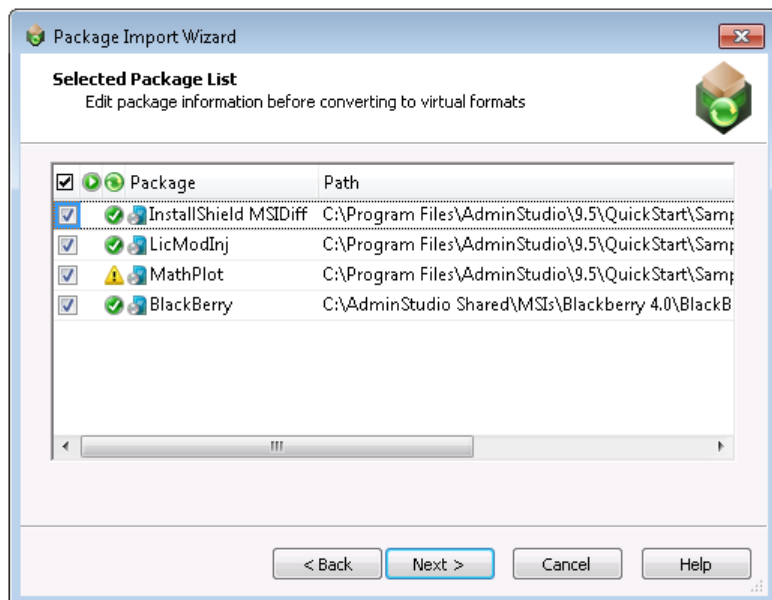 Package Import Wizard
Selected Package List
Edit package information before converting to virtual formats
Package Path
InstallShield MSIDiff C:\Program Files\AdminStudio\9.5\QuickStart\Samp
LicModInj C:\Program Files\AdminStudio\9.5\QuickStart\Samp
MathPlot C:\Program Files\AdminStudio\9.5\QuickStart\Samp
BlackBerry C:\AdminStudio Shared\MSIs\Blackberry 4.0\BlackB
< Back Next > Cancel Help